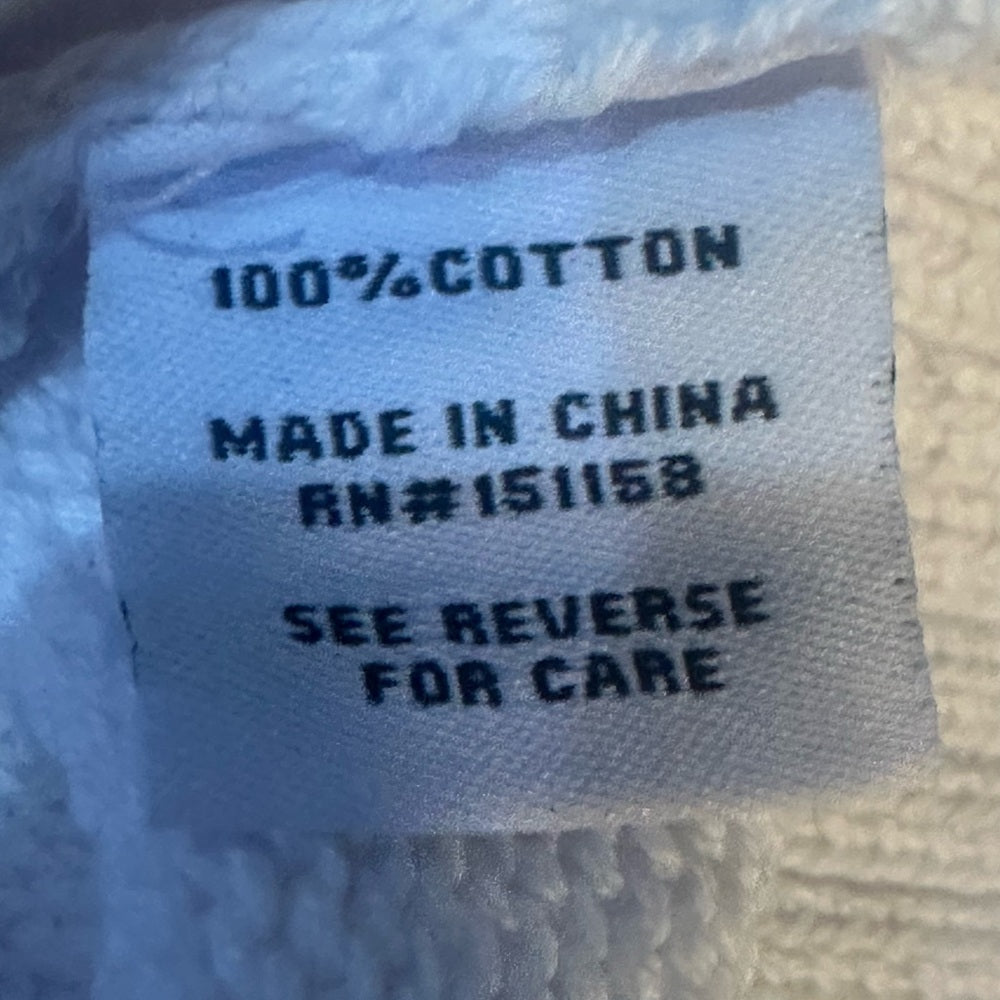 100%COTTON
MADE IN CHINA
RN#151158
SEE REVERSE
FOR CARE